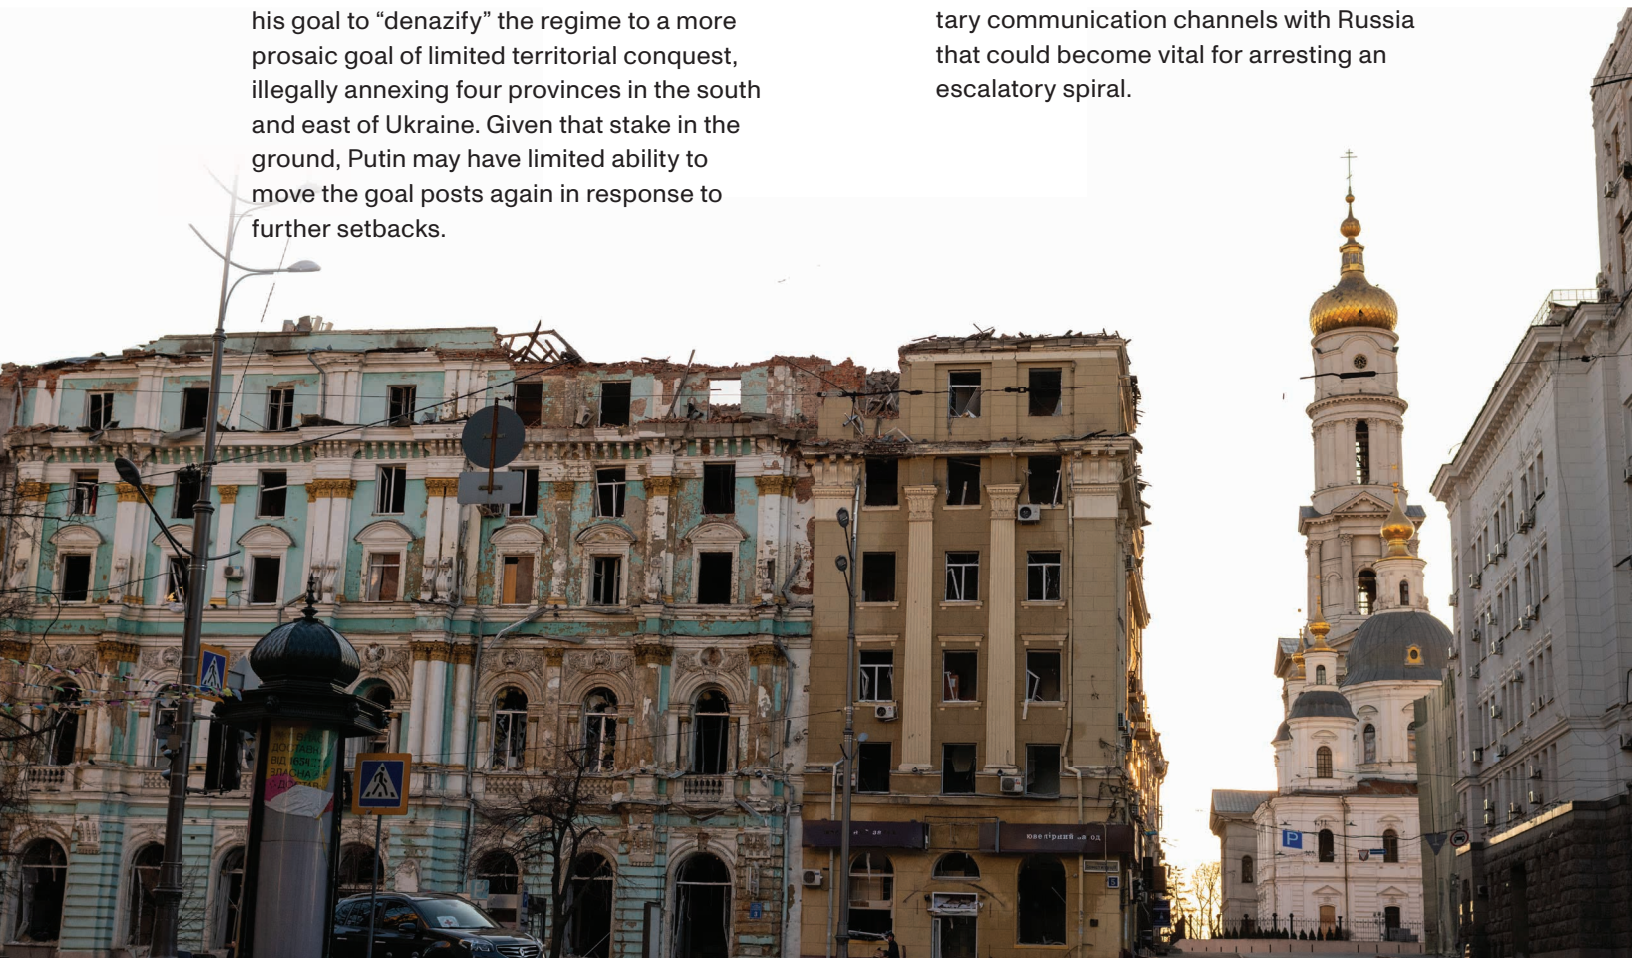 his goal to “denazify” the regime to a more
prosaic goal of limited territorial conquest,
illegally annexing four provinces in the south
and east of Ukraine. Given that stake in the
ground, Putin may have limited ability to
move the goal posts again in response to
further setbacks.
tary communication channels with Russia
that could become vital for arresting an
escalatory spiral.
P
5